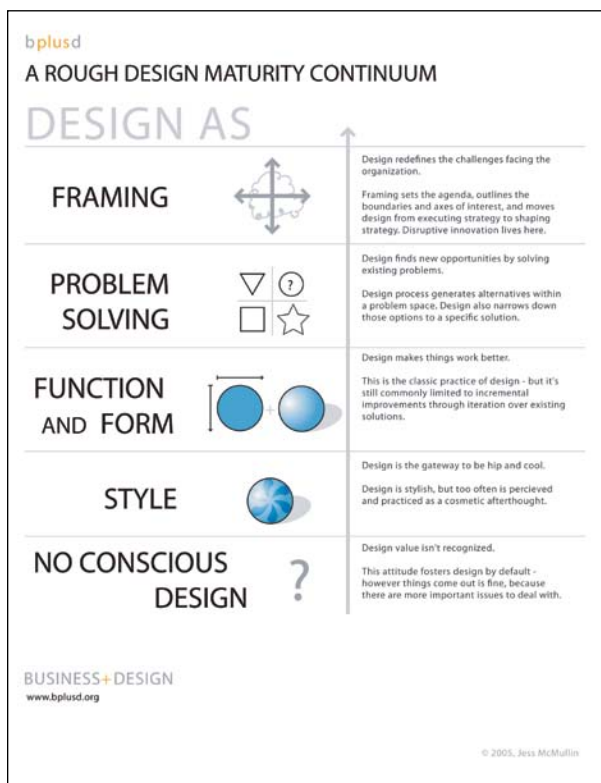 bplusd
A ROUGH DESIGN MATURITY CONTINUUM
DESIGN AS
FRAMING
Design redefines the challenges facing the
organization.
Framing sets the agenda, outlines the
boundaries and axes of interest, and moves
design from executing strategy to shaping
strategy. Disruptive innovation lives here.
PROBLEM
SOLVING
?
Design finds new opportunities by solving
existing problems.
Design process generates alternatives within
a problem space. Design also narrows down
those options to a specific solution.
FUNCTION
AND FORM
+
Design makes things work better.
This is the classic practice of design - but it's
still commonly limited to incremental
improvements through iteration over existing
solutions.
STYLE
Design is the gateway to be hip and cool.
Design is stylish, but too often is percieved
and practiced as a cosmetic afterthought.
NO CONSCIOUS
DESIGN
?
Design value isn't recognized.
This attitude fosters design by default -
however things come out is fine, because
there are more important issues to deal with.
BUSINESS+DESIGN
www.bplusd.org
© 2005, Jess McMullin